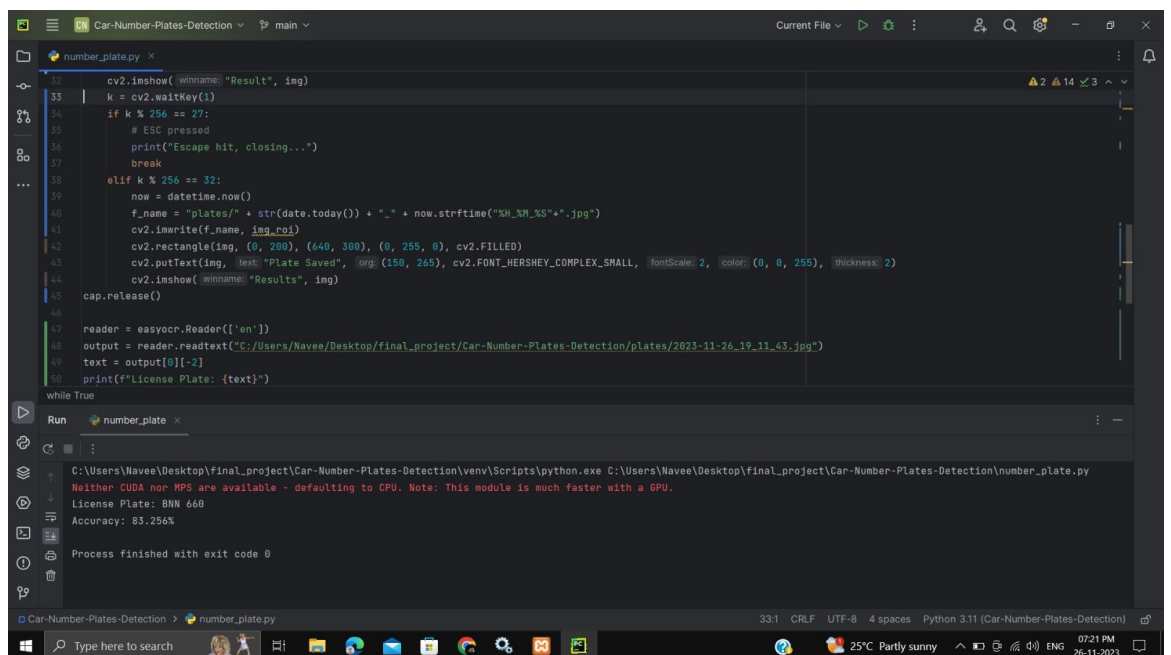 CN Car-Number-Plates-Detection main Current File
number_plate.py
32 cv2.imshow( winname: "Result", img)
2 14 3
33 k = cv2.waitKey(1)
34 if k % 256 == 27:
35 # ESC pressed
36 print("Escape hit, closing...")
37 break
38 elif k % 256 == 32:
39 now = datetime.now()
40 f_name = "plates/" + str(date.today()) + "_" + now.strftime("%H_%M_%S"+".jpg")
41 cv2.imwrite(f_name, img_roi)
42 cv2.rectangle(img, (0, 200), (640, 300), (0, 255, 0), cv2.FILLED)
43 cv2.putText(img, text: "Plate Saved", org: (150, 265), cv2.FONT_HERSHEY_COMPLEX_SMALL, fontScale: 2, color: (0, 0, 255), thickness: 2)
44 cv2.imshow( winname: "Results", img)
45 cap.release()
46
47 reader = easyocr.Reader(['en'])
48 output = reader.readtext("C:/Users/Navee/Desktop/final_project/Car-Number-Plates-Detection/plates/2023-11-26_19_11_43.jpg")
49 text = output[0][-2]
50 print(f"License Plate: {text}")
while True
Run number_plate
C:\Users\Navee\Desktop\final_project\Car-Number-Plates-Detection\venv\Scripts\python.exe C:\Users\Navee\Desktop\final_project\Car-Number-Plates-Detection\number_plate.py
Neither CUDA nor MPS are available - defaulting to CPU. Note: This module is much faster with a GPU.
License Plate: BNN 660
Accuracy: 83.256%
Process finished with exit code 0
Car-Number-Plates-Detection > number_plate.py 33:1 CRLF UTF-8 4 spaces Python 3.11 (Car-Number-Plates-Detection)
Type here to search 25°C Partly sunny ENG 07:21 PM
26-11-2023